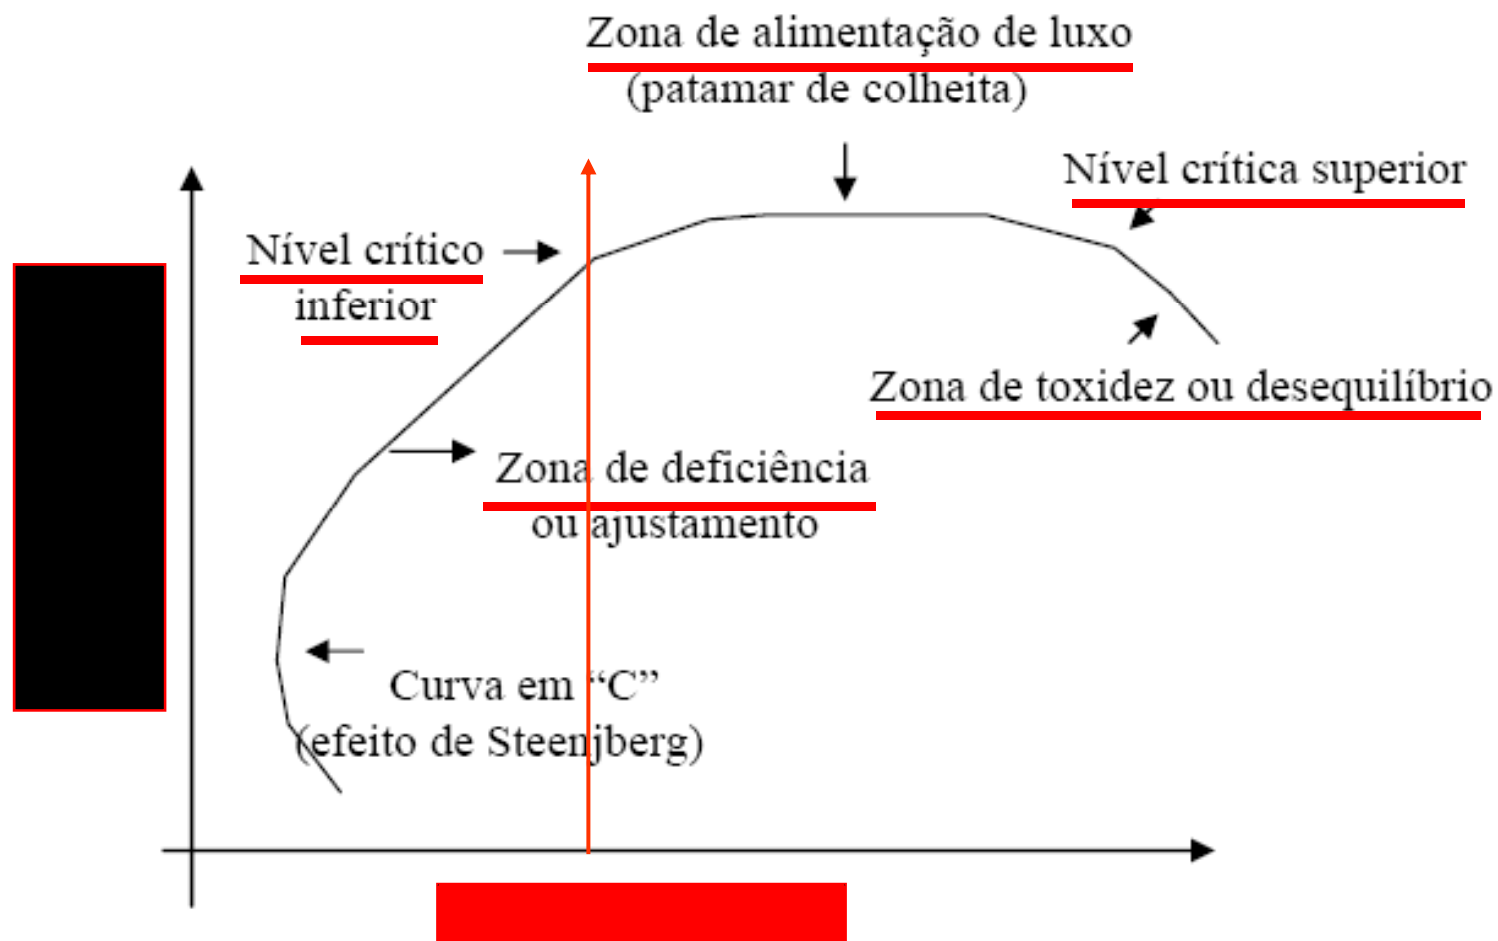 Zona de alimentação de luxo
(patamar de colheita)
Nível crítica superior
Nível crítico
inferior
Zona de toxidez ou desequilíbrio
Zona de deficiência
ou ajustamento
Curva em “C”
(efeito de Steenjberg)